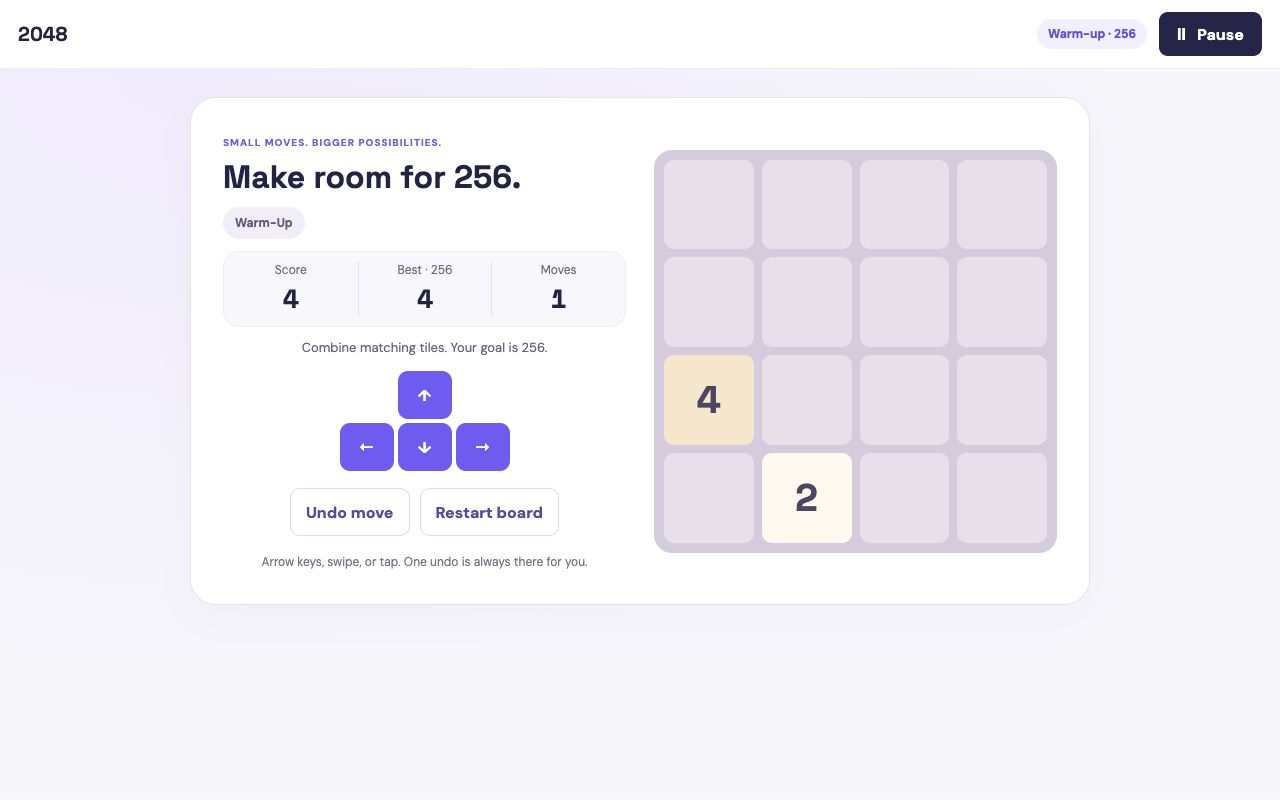 2048
Warm-up · 256
Pause
SMALL MOVES. BIGGER POSSIBILITIES.
Make room for 256.
Warm-Up
Score
4
Best · 256
4
Moves
1
Combine matching tiles. Your goal is 256.
↑
← ↓ →
Undo move
Restart board
Arrow keys, swipe, or tap. One undo is always there for you.
4
2